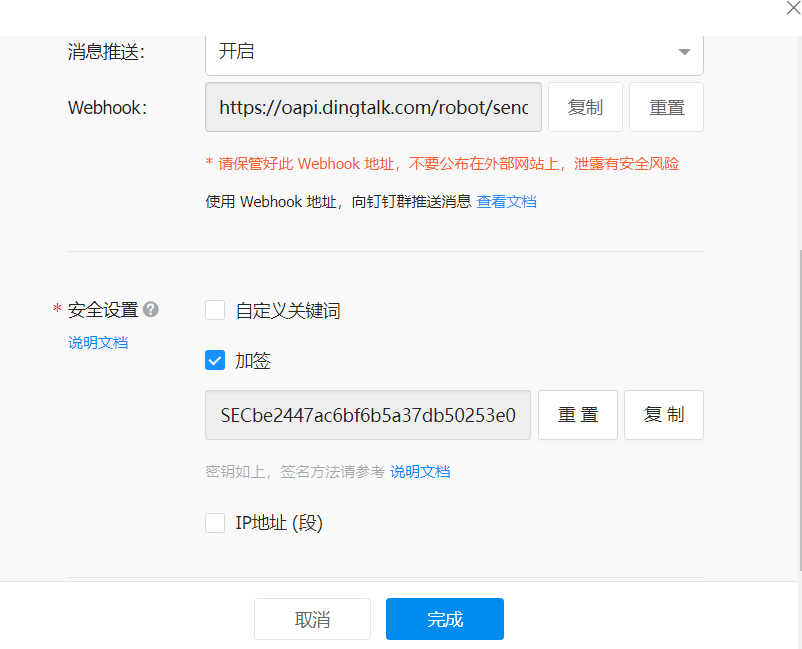 消息推送： 开启
Webhook： https://oapi.dingtalk.com/robot/send 复制 重置
* 请保管好此 Webhook 地址，不要公布在外部网站上，泄露有安全风险
使用 Webhook 地址，向钉钉群推送消息 查看文档
* 安全设置 ? 自定义关键词
说明文档
加签
SECbe2447ac6bf6b5a37db50253e0 重 置 复 制
密钥如上，签名方法请参考 说明文档
IP地址 (段)
取消 完成